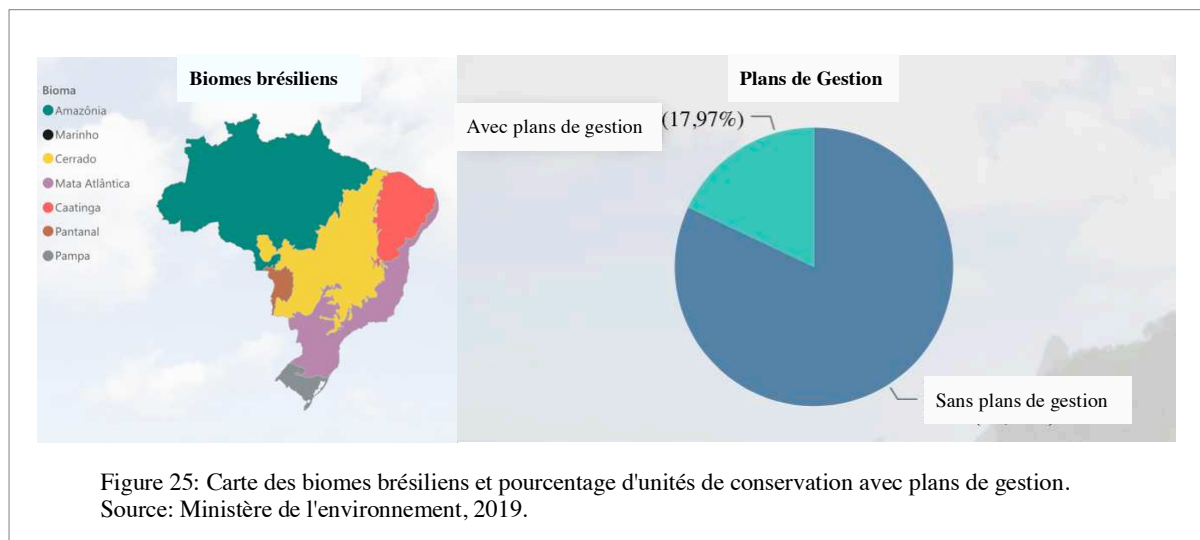 Biomes brésiliens
Bioma
Amazônia
Marinho
Cerrado
Mata Atlântica
Caatinga
Pantanal
Pampa
Plans de Gestion
Avec plans de gestion (17,97%)
Sans plans de gestion
Figure 25: Carte des biomes brésiliens et pourcentage d'unités de conservation avec plans de gestion.
Source: Ministère de l'environnement, 2019.